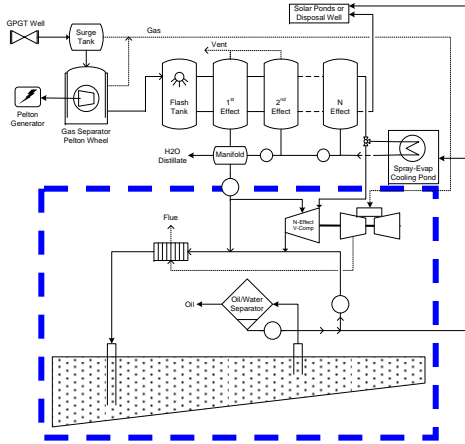 GPGT Well
Surge
Tank
Gas
Solar Ponds or
Disposal Well
Vent
Pelton
Generator
Gas Separator
Pelton Wheel
Flash
Tank
1st
Effect
2nd
Effect
N
Effect
H2O
Distillate
Manifold
Spray-Evap
Cooling Pond
Flue
N-Effect
V-Comp
Oil
Oil/Water
Separator